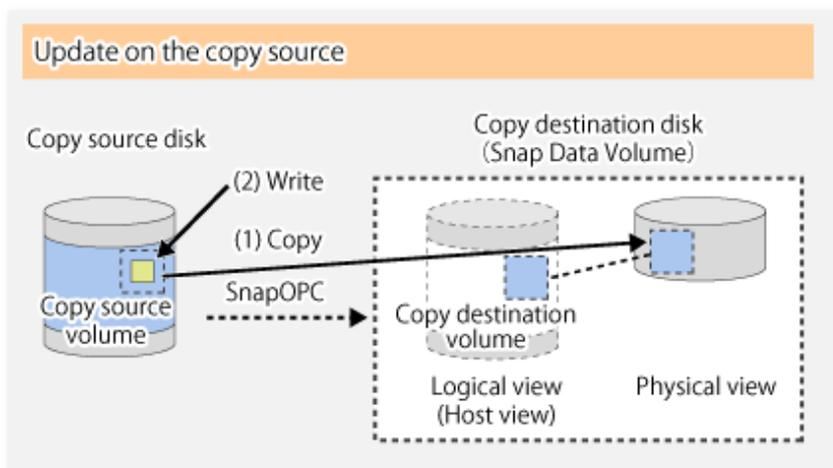 Update on the copy source
Copy source disk
Copy destination disk
(Snap Data Volume)
(2) Write
(1) Copy
SnapOPC
Copy source
volume
Copy destination
volume
Logical view
(Host view)
Physical view